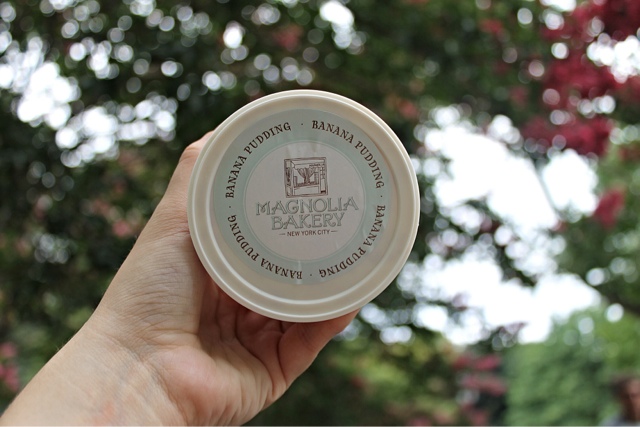 BANANA PUDDING · BANANA PUDDING · BANANA PUDDING · BANANA PUDDING ·
MAGNOLIA
BAKERY
— NEW YORK CITY —